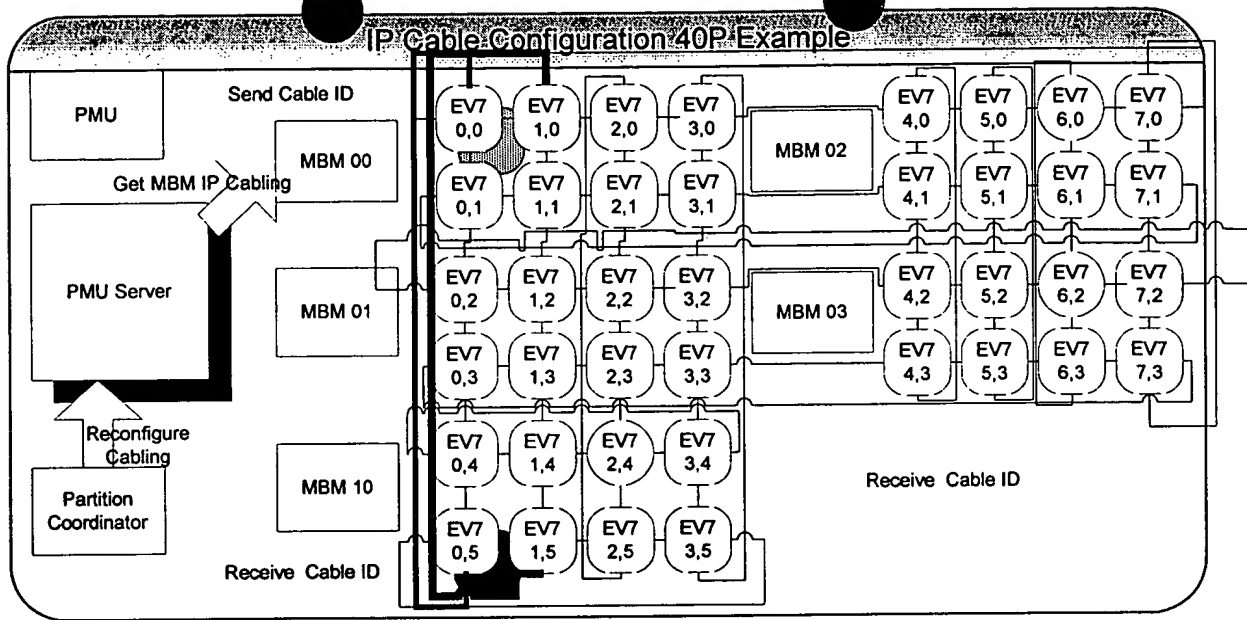 IP Cable Configuration 40P Example
PMU
Send Cable ID
MBM 00
Get MBM IP Cabling
PMU Server
MBM 01
Reconfigure
Cabling
Partition
Coordinator
MBM 10
Receive Cable ID
EV7
0,0
EV7
1,0
EV7
2,0
EV7
3,0
EV7
0,1
EV7
1,1
EV7
2,1
EV7
3,1
EV7
0,2
EV7
1,2
EV7
2,2
EV7
3,2
EV7
0,3
EV7
1,3
EV7
2,3
EV7
3,3
EV7
0,4
EV7
1,4
EV7
2,4
EV7
3,4
EV7
0,5
EV7
1,5
EV7
2,5
EV7
3,5
MBM 02
MBM 03
EV7
4,0
EV7
5,0
EV7
6,0
EV7
7,0
EV7
4,1
EV7
5,1
EV7
6,1
EV7
7,1
EV7
4,2
EV7
5,2
EV7
6,2
EV7
7,2
EV7
4,3
EV7
5,3
EV7
6,3
EV7
7,3
Receive Cable ID